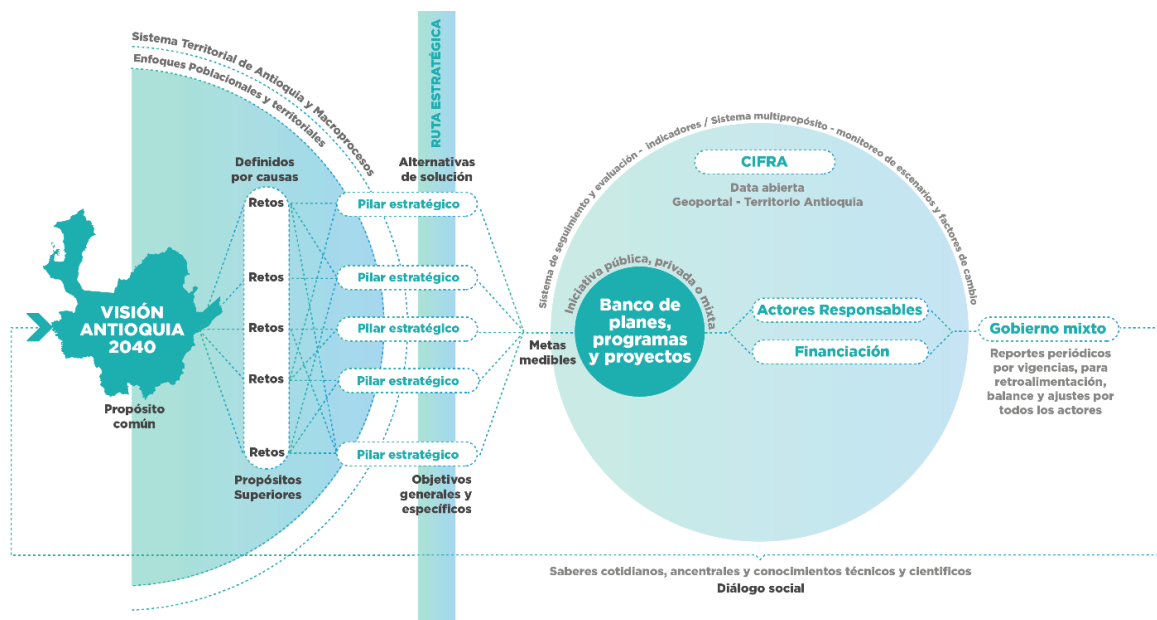 Sistema Territorial de Antioquia y Macroprocesos
Enfoques Poblacionales y territoriales
RUTA ESTRATÉGICA
Definidos
por causas
Alternativas
de solución
Retos
Retos
Retos
Retos
Retos
Pilar estratégico
Pilar estratégico
Pilar estratégico
Pilar estratégico
Pilar estratégico
VISIÓN
ANTIOQUIA
2040
Propósito
común
Propósitos
Superiores
Objetivos
generales y
específicos
Metas
medibles
Sistema de seguimiento y evaluación - indicadores / Sistema multipropósito - monitoreo de escenarios y factores de cambio
CIFRA
Data abierta
Geoportal - Territorio Antioquia
Iniciativa pública, privada o mixta
Banco de
planes,
programas
y proyectos
Actores Responsables
Financiación
Gobierno mixto
Reportes periódicos
por vigencias, para
retroalimentación,
balance y ajustes por
todos los actores
Saberes cotidianos, ancentrales y conocimientos técnicos y cientificos
Diálogo social